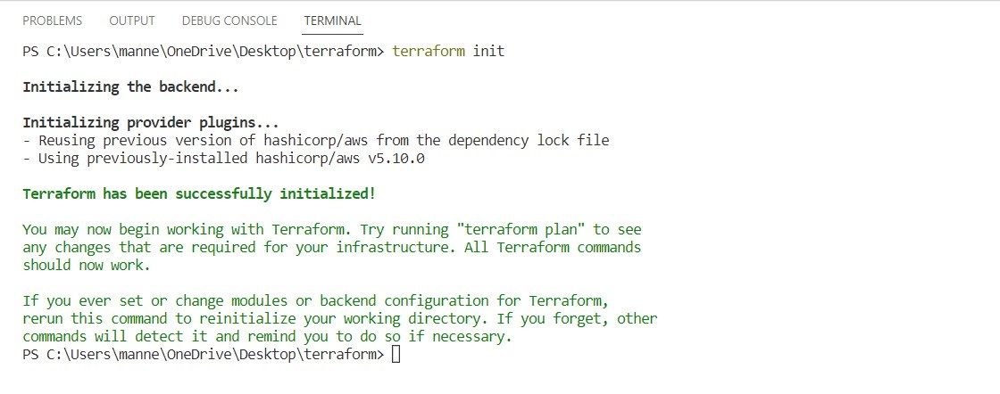 PROBLEMS OUTPUT DEBUG CONSOLE TERMINAL
PS C:\Users\manne\OneDrive\Desktop\terraform> terraform init
Initializing the backend...
Initializing provider plugins...
- Reusing previous version of hashicorp/aws from the dependency lock file
- Using previously-installed hashicorp/aws v5.10.0
Terraform has been successfully initialized!
You may now begin working with Terraform. Try running "terraform plan" to see
any changes that are required for your infrastructure. All Terraform commands
should now work.
If you ever set or change modules or backend configuration for Terraform,
rerun this command to reinitialize your working directory. If you forget, other
commands will detect it and remind you to do so if necessary.
PS C:\Users\manne\OneDrive\Desktop\terraform>